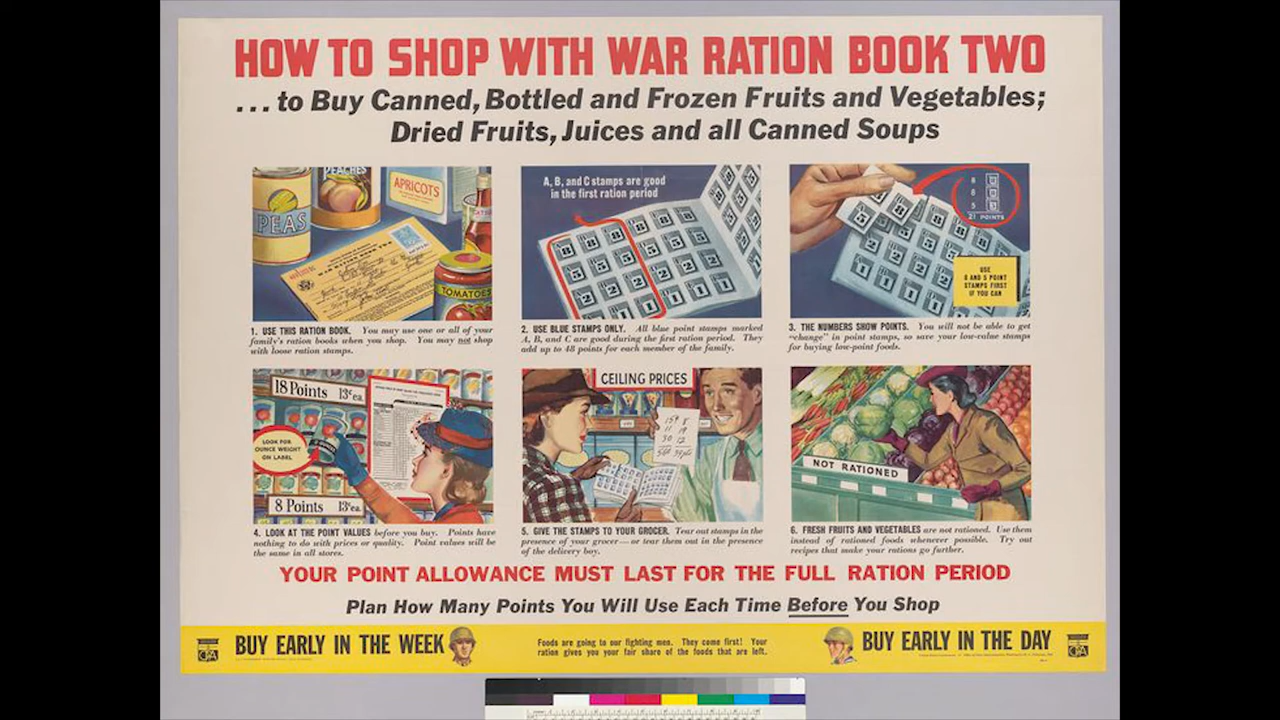 HOW TO SHOP WITH WAR RATION BOOK TWO
... to Buy Canned, Bottled and Frozen Fruits and Vegetables;
Dried Fruits, Juices and all Canned Soups
PEAS
PEACHES
APRICOTS
WAR RATION BOOK TWO
TOMATOES
1. USE THIS RATION BOOK. You may use one or all of your
family's ration books when you shop. You may not shop
with loose ration stamps.
A, B, and C stamps are good
in the first ration period
2. USE BLUE STAMPS ONLY. All blue point stamps marked
A, B, and C are good during the first ration period. They
add up to 48 points for each member of the family.
8
8
5
21 POINTS
USE
8 AND 5 POINT
STAMPS FIRST
IF YOU CAN
3. THE NUMBERS SHOW POINTS. You will not be able to get
"change" in point stamps, so save your low-value stamps
for buying low-point foods.
18 Points 13¢ ea.
LOOK FOR
OUNCE WEIGHT
ON LABEL
8 Points 13¢ ea.
4. LOOK AT THE POINT VALUES before you buy. Points have
nothing to do with prices or quality. Point values will be
the same in all stores.
CEILING PRICES
5. GIVE THE STAMPS TO YOUR GROCER. Tear out stamps in the
presence of your grocer—or tear them out in the presence
of the delivery boy.
NOT RATIONED
6. FRESH FRUITS AND VEGETABLES are not rationed. Use them
instead of rationed foods whenever possible. Try out
recipes that make your rations go further.
YOUR POINT ALLOWANCE MUST LAST FOR THE FULL RATION PERIOD
Plan How Many Points You Will Use Each Time Before You Shop
BUY EARLY IN THE WEEK
Foods are going to our fighting men. They come first! Your
ration gives you your fair share of the foods that are left.
BUY EARLY IN THE DAY